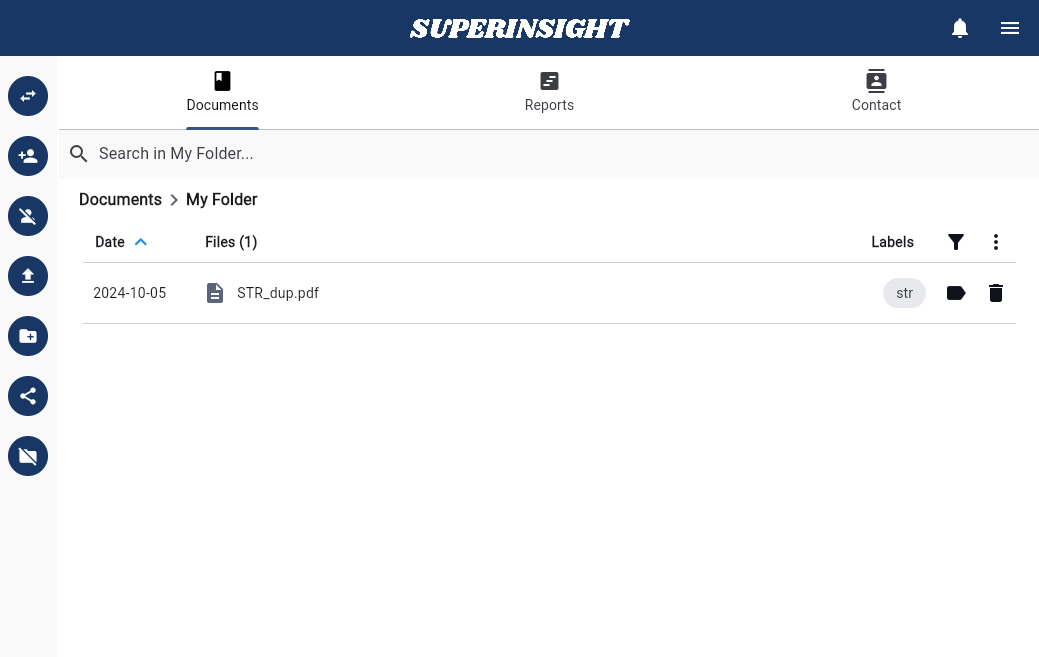 SUPERINSIGHT
Documents
Reports
Contact
Search in My Folder...
Documents > My Folder
Date
Files (1)
Labels
2024-10-05
STR_dup.pdf
str